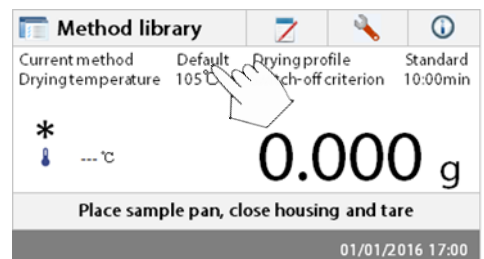 Method library
Current method Default Drying profile Standard
Drying temperature 105°C -off criterion 10:00min
*
--- °C
0.000 g
Place sample pan, close housing and tare
01/01/2016 17:00